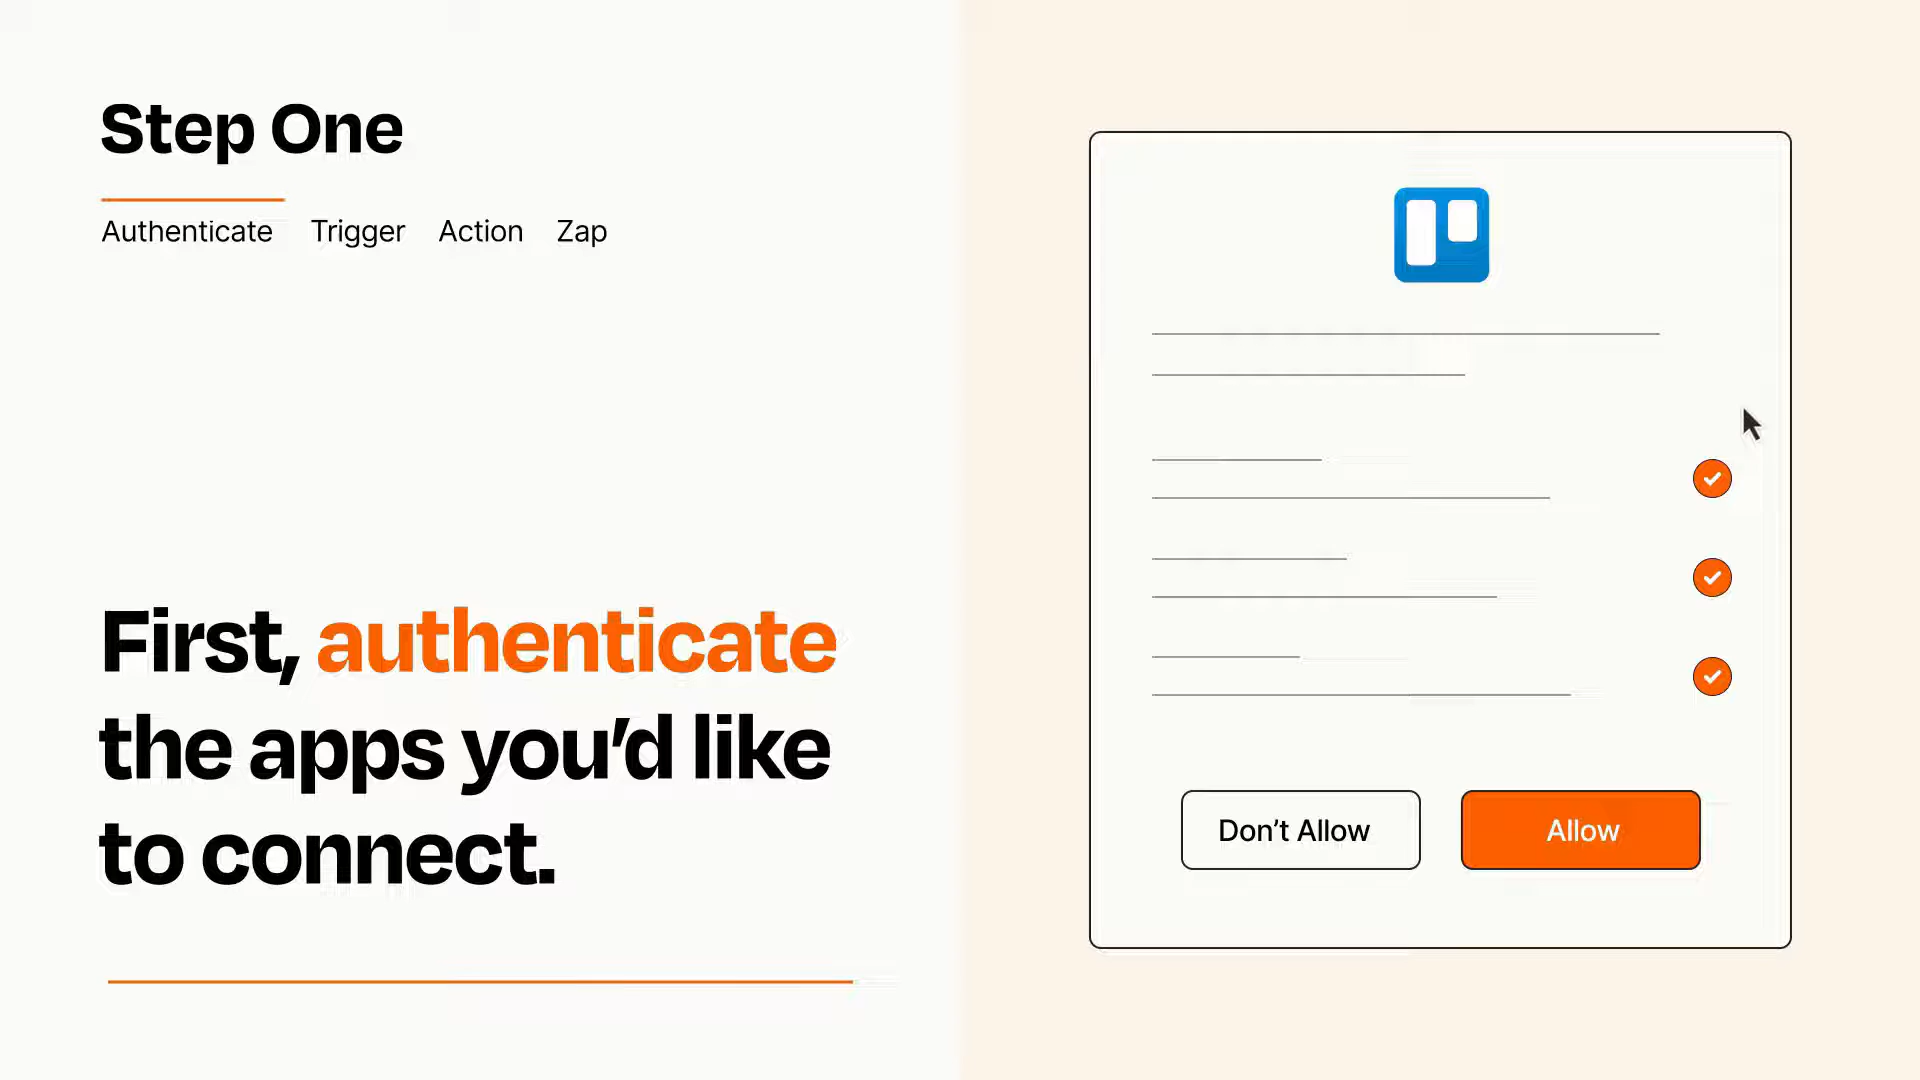 Step One
Authenticate Trigger Action Zap
First, authenticate
the apps you’d like
to connect.
Don’t Allow
Allow